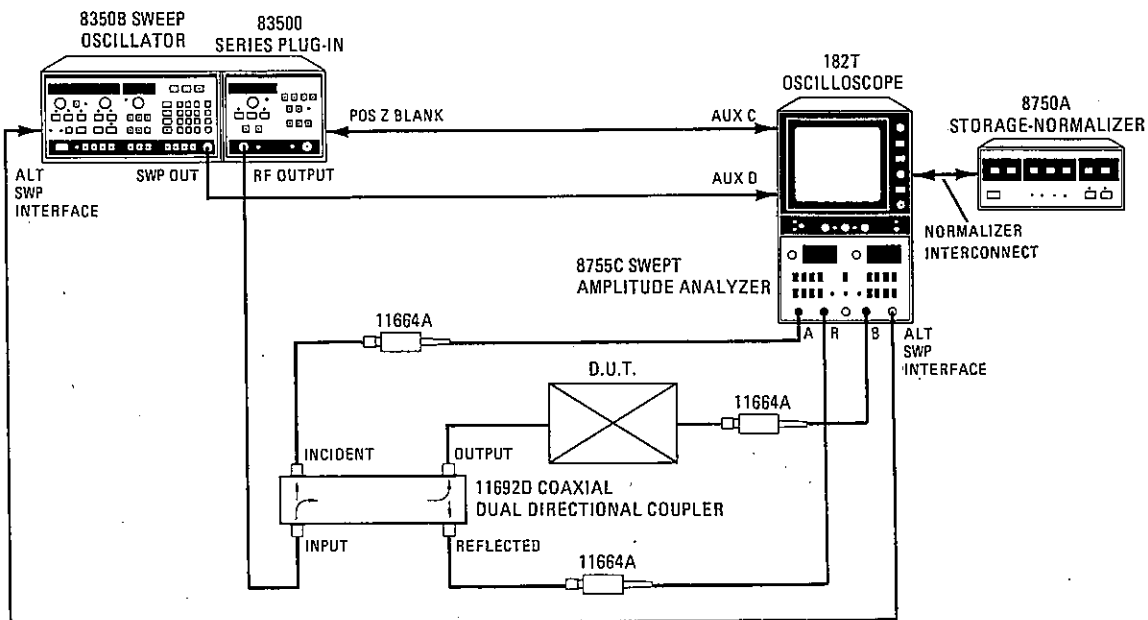 8350B SWEEP
OSCILLATOR
83500
SERIES PLUG-IN
182T
OSCILLOSCOPE
8750A
STORAGE-NORMALIZER
POS Z BLANK
AUX C
ALT
SWP
INTERFACE
SWP OUT
RF OUTPUT
AUX D
NORMALIZER
INTERCONNECT
8755C SWEPT
AMPLITUDE ANALYZER
11664A
A
R
B
ALT
SWP
INTERFACE
D.U.T.
11664A
INCIDENT
OUTPUT
11692D COAXIAL
DUAL DIRECTIONAL COUPLER
INPUT
REFLECTED
11664A